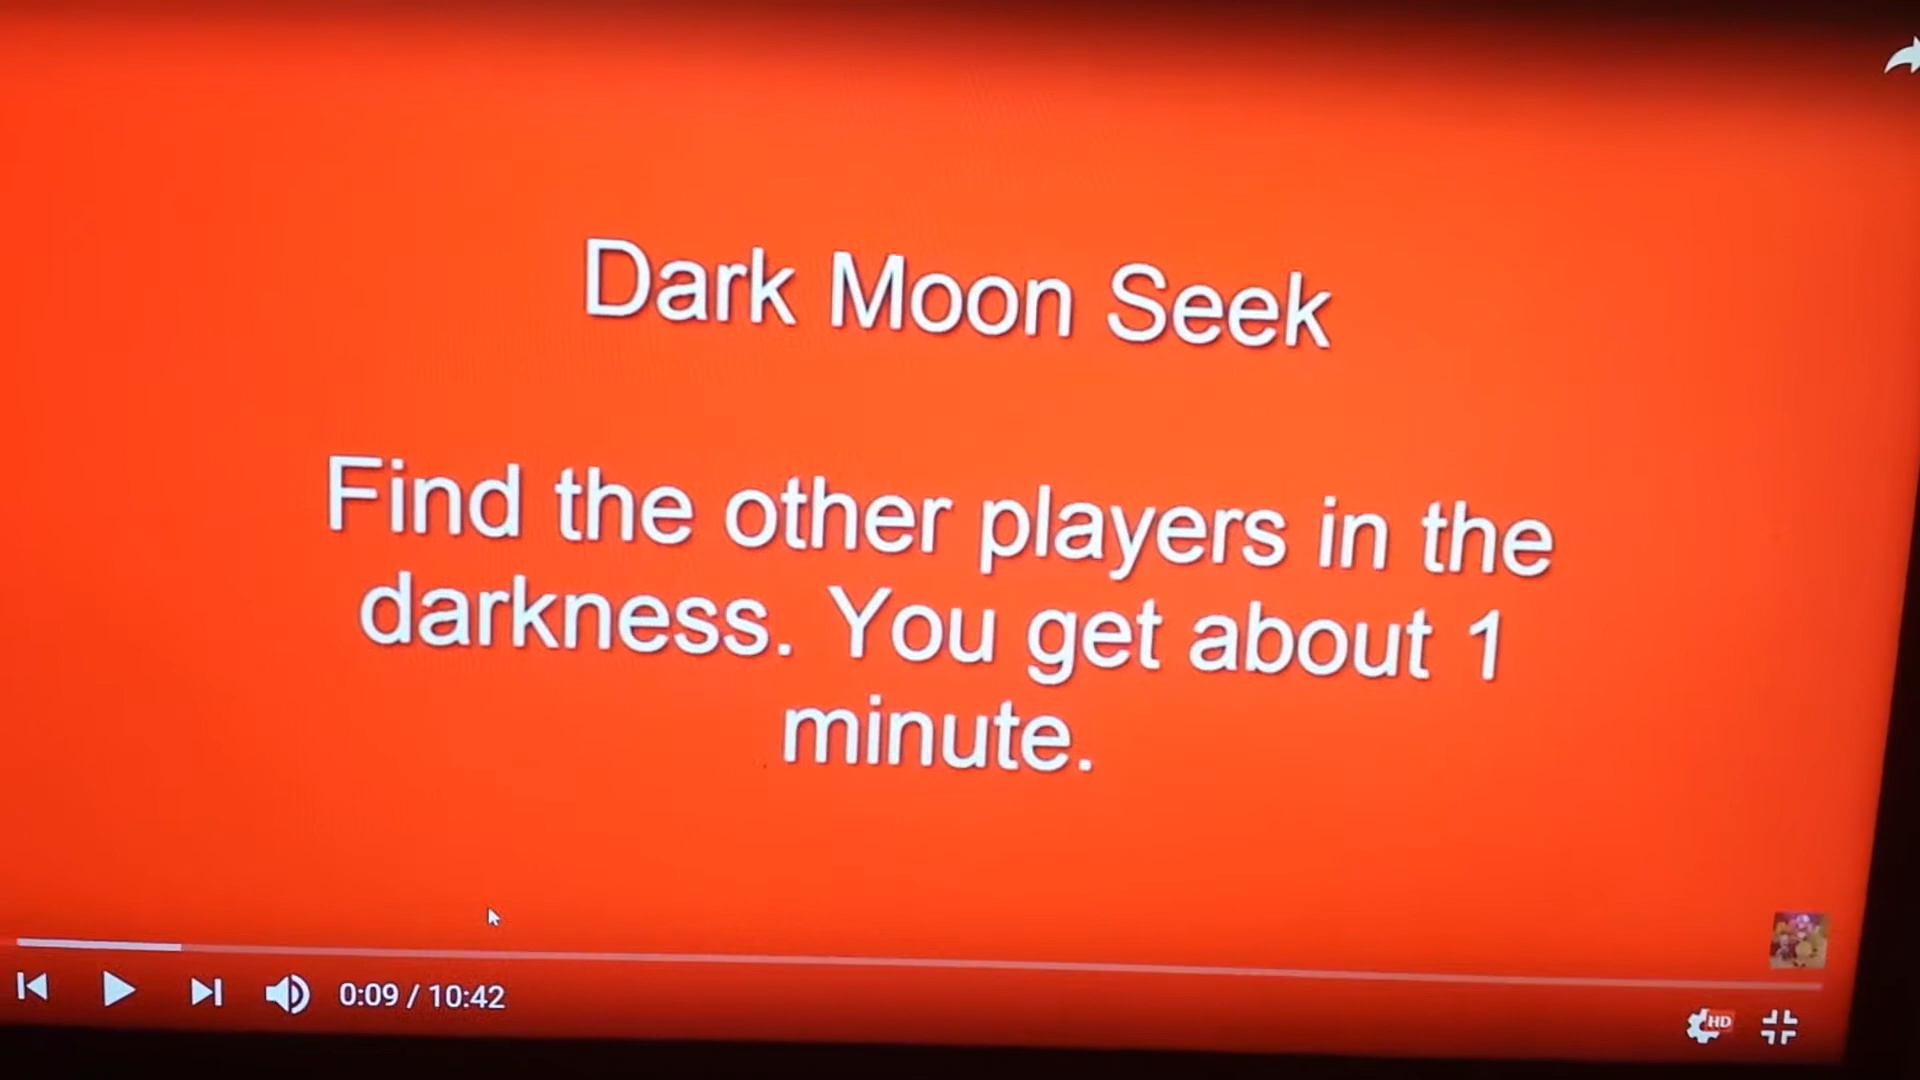 Dark Moon Seek
Find the other players in the
darkness. You get about 1
minute.
0:09 / 10:42
HD